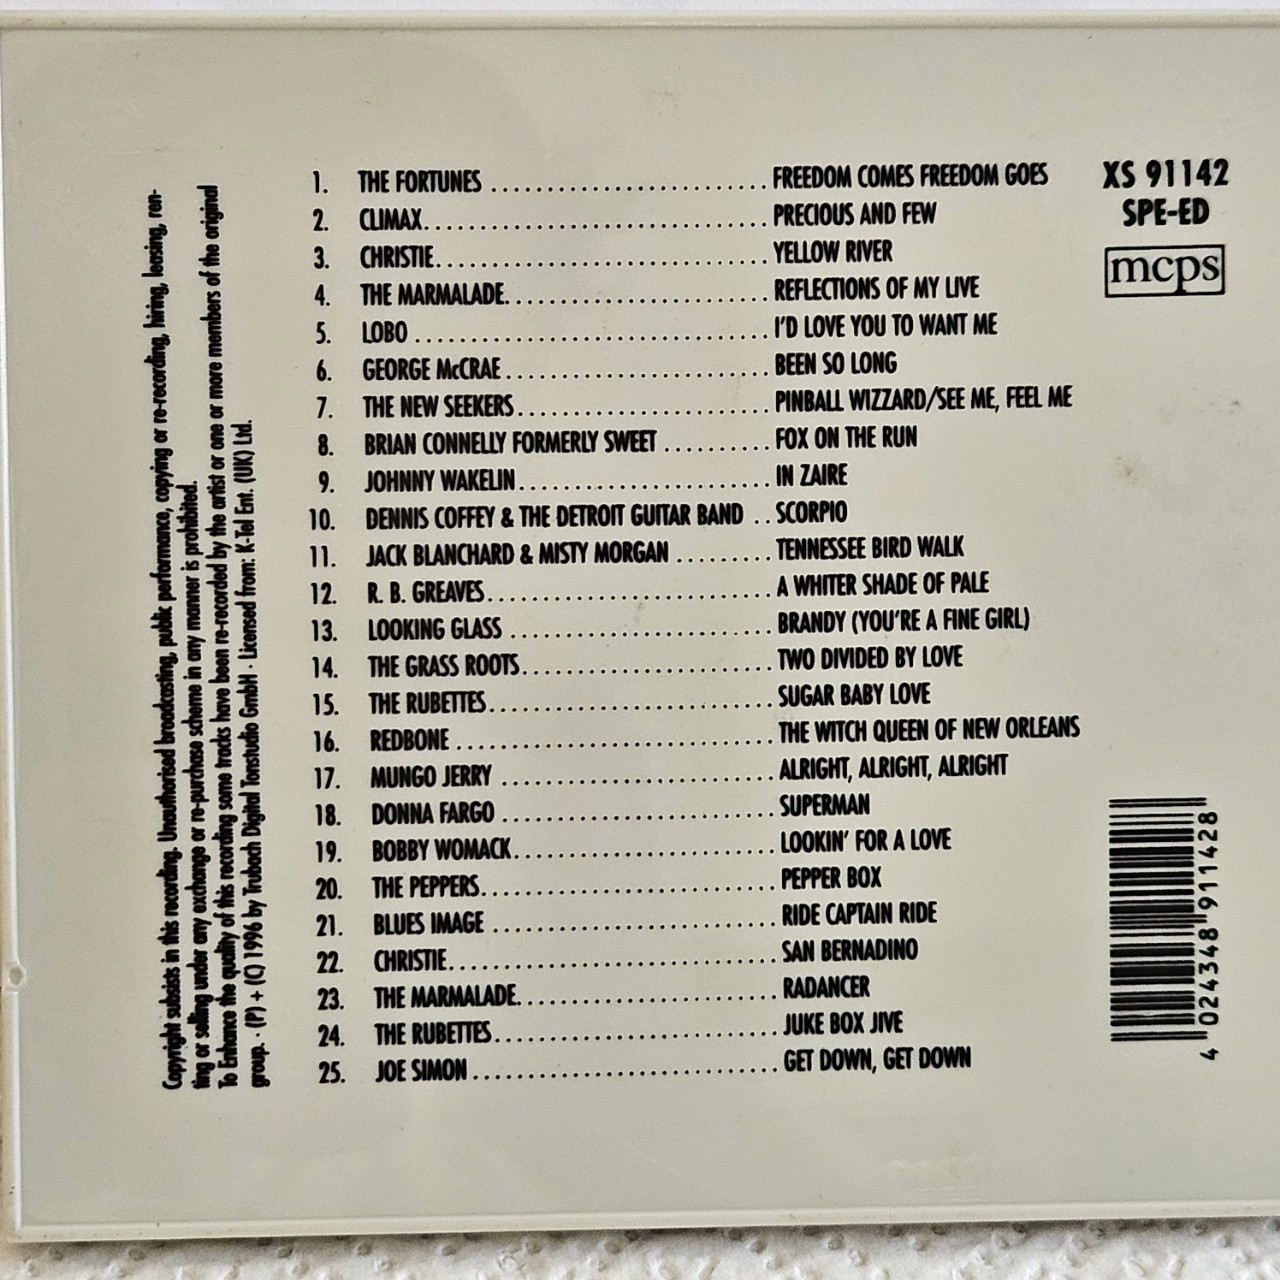 1. THE FORTUNES ......................... FREEDOM COMES FREEDOM GOES
2. CLIMAX............................... PRECIOUS AND FEW
3. CHRISTIE.............................. YELLOW RIVER
4. THE MARMALADE........................ REFLECTIONS OF MY LIVE
5. LOBO ................................ I'D LOVE YOU TO WANT ME
6. GEORGE McCRAE ........................ BEEN SO LONG
7. THE NEW SEEKERS....................... PINBALL WIZZARD/SEE ME, FEEL ME
8. BRIAN CONNELLY FORMERLY SWEET .......... FOX ON THE RUN
9. JOHNNY WAKELIN....................... IN ZAIRE
10. DENNIS COFFEY & THE DETROIT GUITAR BAND .. SCORPIO
11. JACK BLANCHARD & MISTY MORGAN ......... TENNESSEE BIRD WALK
12. R. B. GREAVES.......................... A WHITER SHADE OF PALE
13. LOOKING GLASS ........................ BRANDY (YOU'RE A FINE GIRL)
14. THE GRASS ROOTS....................... TWO DIVIDED BY LOVE
15. THE RUBETTES.......................... SUGAR BABY LOVE
16. REDBONE ............................. THE WITCH QUEEN OF NEW ORLEANS
17. MUNGO JERRY ......................... ALRIGHT, ALRIGHT, ALRIGHT
18. DONNA FARGO ......................... SUPERMAN
19. BOBBY WOMACK........................ LOOKIN' FOR A LOVE
20. THE PEPPERS........................... PEPPER BOX
21. BLUES IMAGE .......................... RIDE CAPTAIN RIDE
22. CHRISTIE.............................. SAN BERNADINO
23. THE MARMALADE........................ RADANCER
24. THE RUBETTES.......................... JUKE BOX JIVE
25. JOE SIMON ............................ GET DOWN, GET DOWN
XS 91142
SPE-ED
mcps
4 024348 911428
Copyright subsists in this recording. Unauthorised broadcasting, public performance, copying or re-recording, hiring, leasing, ren-
ting or selling under any exchange or re-purchase scheme in any manner is prohibited.
To Enhance the quality of this recording some tracks have been re-recorded by the artist or one or more members of the original
group. · (P) + (C) 1996 by Trubach Digital Tonstudio GmbH · Licensed from: K-Tel Ent. (UK) Ltd.